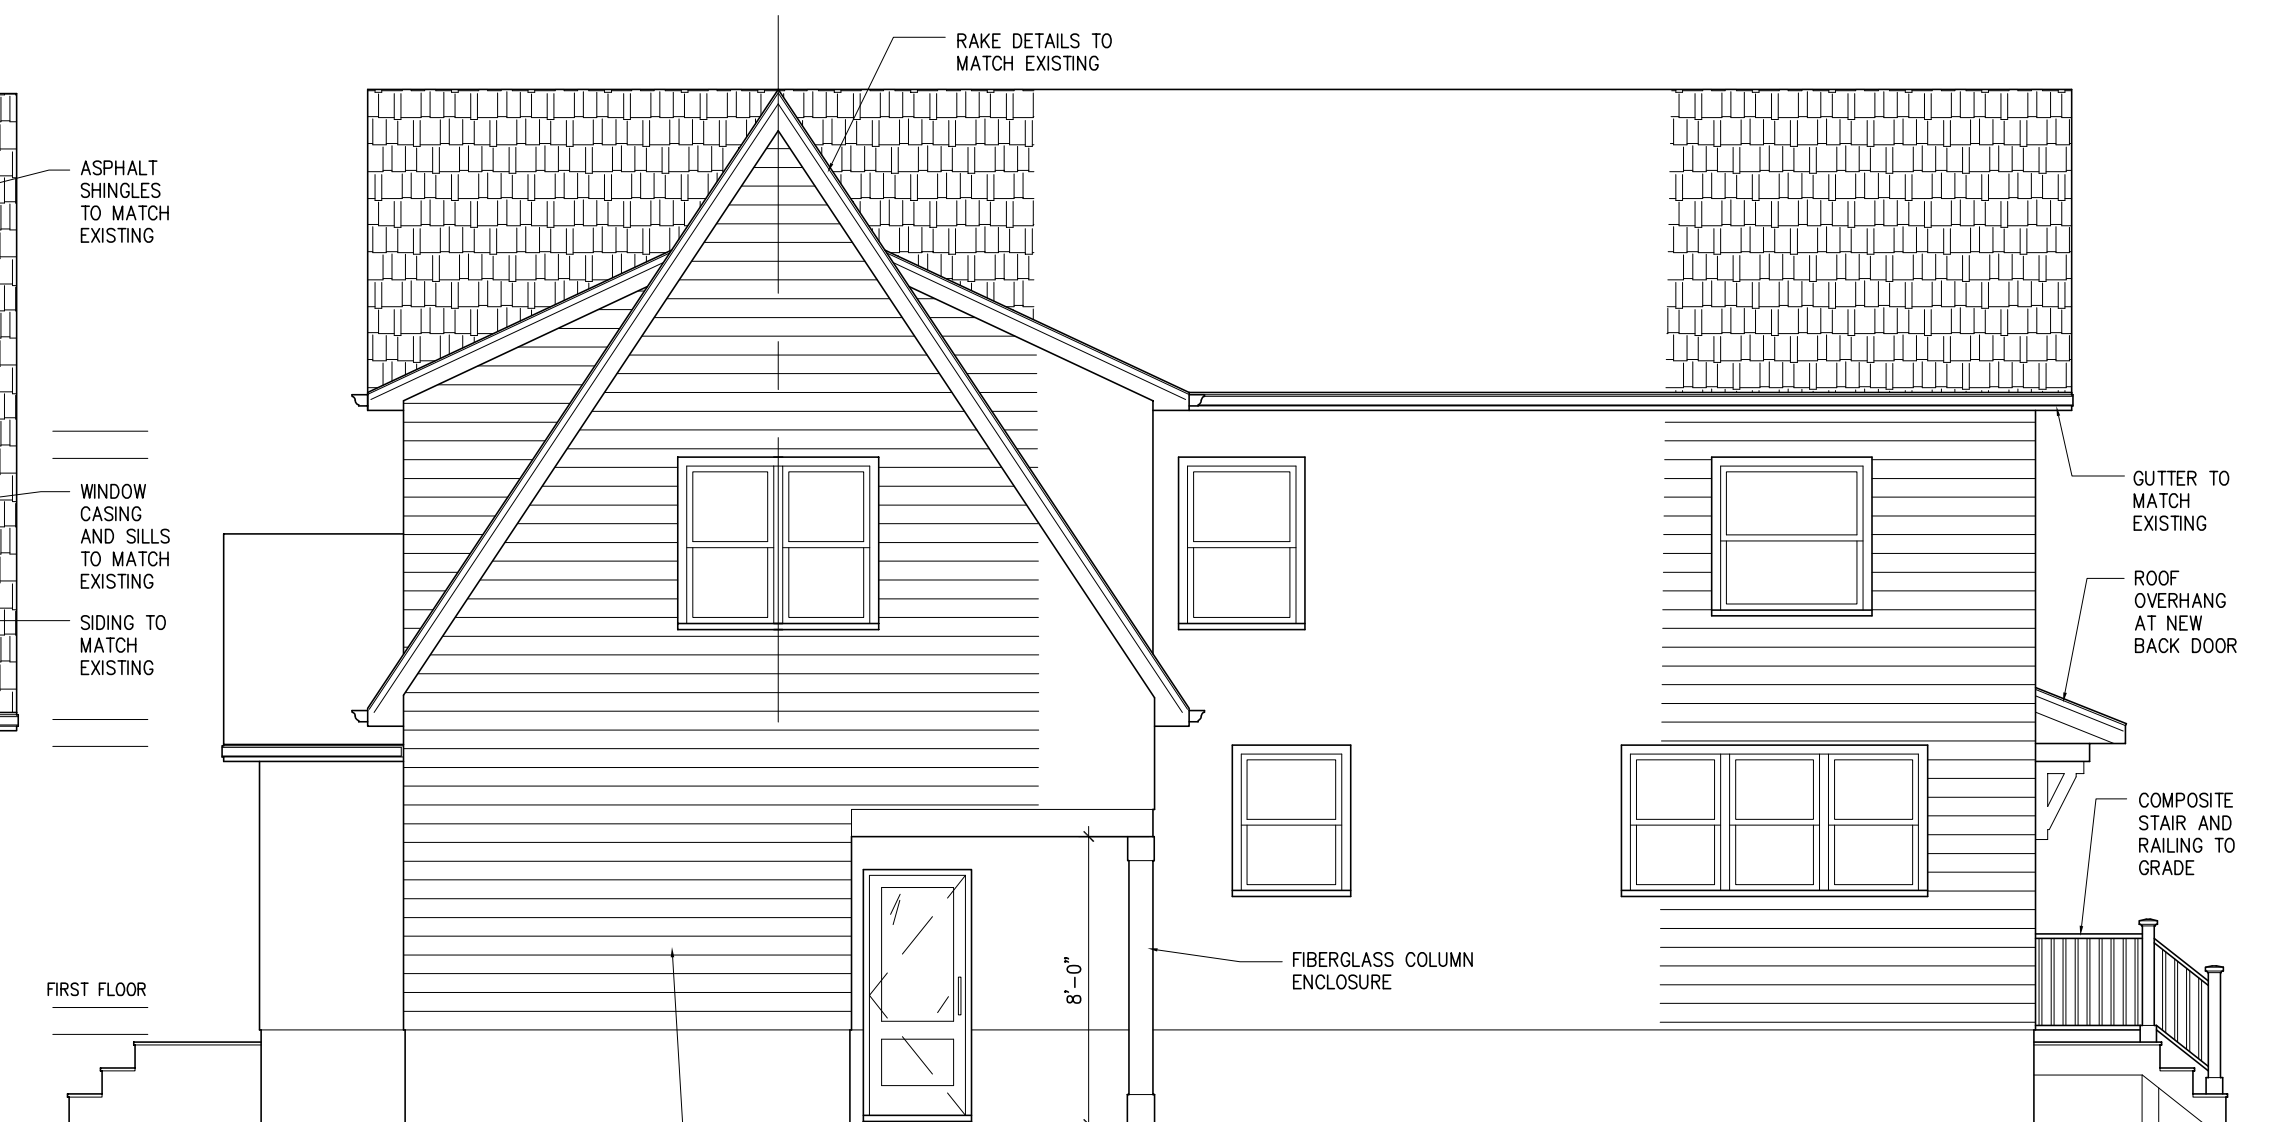 RAKE DETAILS TO
MATCH EXISTING
ASPHALT
SHINGLES
TO MATCH
EXISTING
WINDOW
CASING
AND SILLS
TO MATCH
EXISTING
SIDING TO
MATCH
EXISTING
GUTTER TO
MATCH
EXISTING
ROOF
OVERHANG
AT NEW
BACK DOOR
COMPOSITE
STAIR AND
RAILING TO
GRADE
FIBERGLASS COLUMN
ENCLOSURE
8'-0"
FIRST FLOOR